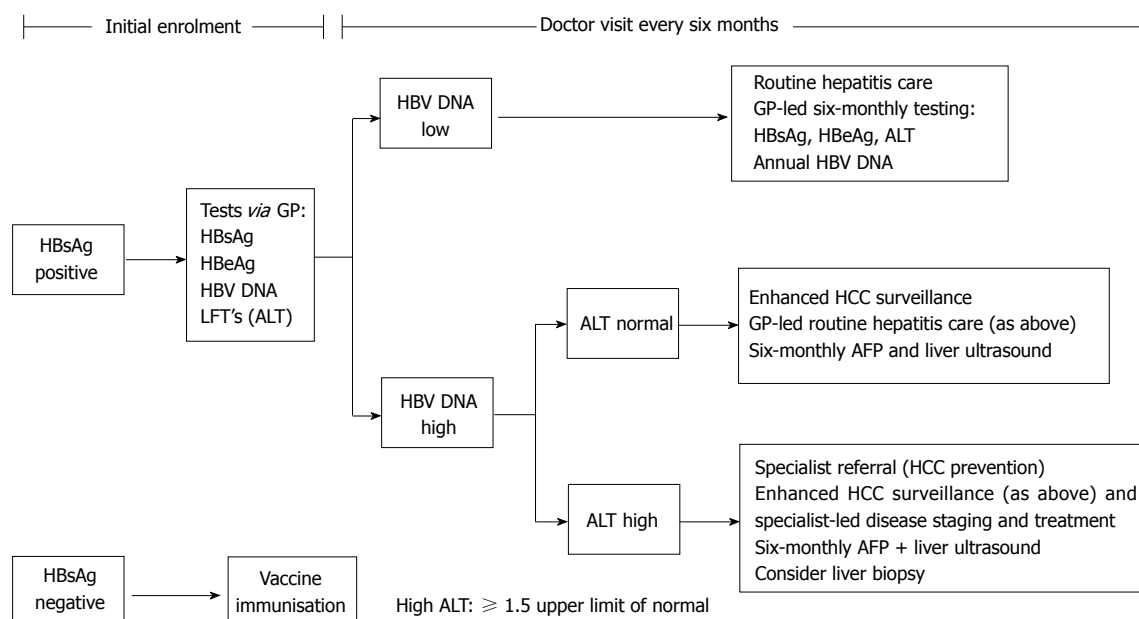 Initial enrolment
Doctor visit every six months
HBsAg
positive
Tests via GP:
HBsAg
HBeAg
HBV DNA
LFT's (ALT)
HBV DNA
low
Routine hepatitis care
GP-led six-monthly testing:
HBsAg, HBeAg, ALT
Annual HBV DNA
HBV DNA
high
ALT normal
Enhanced HCC surveillance
GP-led routine hepatitis care (as above)
Six-monthly AFP and liver ultrasound
ALT high
Specialist referral (HCC prevention)
Enhanced HCC surveillance (as above) and
specialist-led disease staging and treatment
Six-monthly AFP + liver ultrasound
Consider liver biopsy
HBsAg
negative
Vaccine
immunisation
High ALT: ≥ 1.5 upper limit of normal